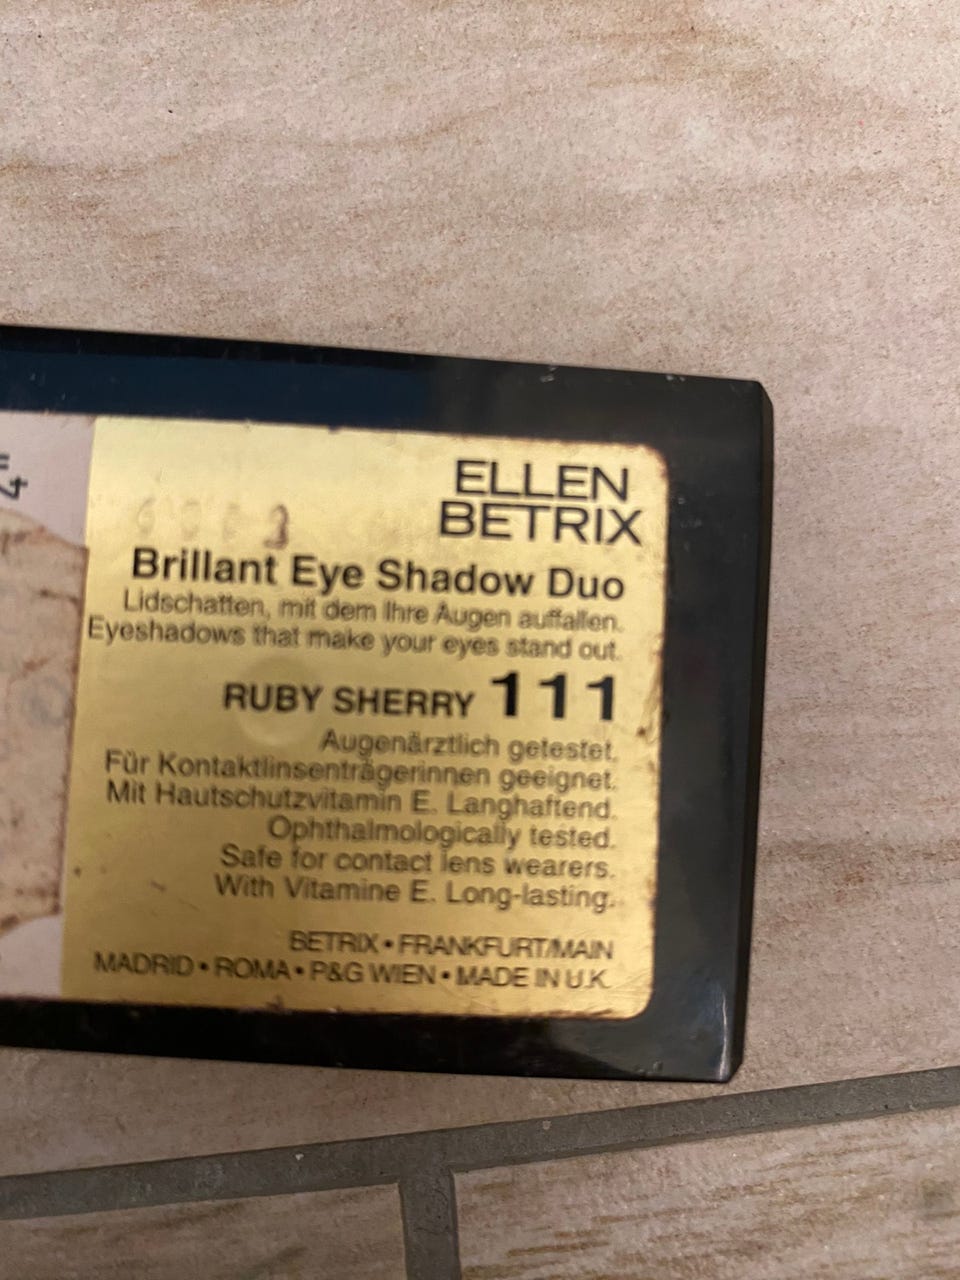 ELLEN
BETRIX
Brillant Eye Shadow Duo
Lidschatten, mit dem Ihre Augen auffallen.
Eyeshadows that make your eyes stand out.
RUBY SHERRY 111
Augenärztlich getestet.
Für Kontaktlinsenträgerinnen geeignet.
Mit Hautschutzvitamin E. Langhaftend.
Ophthalmologically tested.
Safe for contact lens wearers.
With Vitamine E. Long-lasting.
BETRIX • FRANKFURT/MAIN
MADRID • ROMA • P&G WIEN • MADE IN U.K.